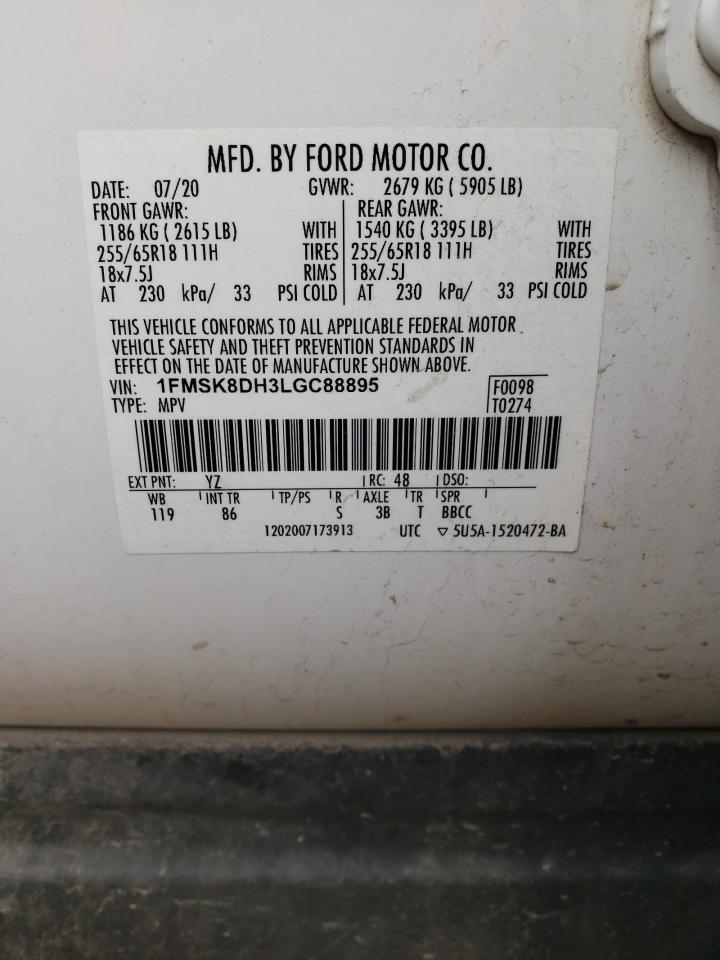 MFD. BY FORD MOTOR CO.
DATE: 07/20 GVWR: 2679 KG ( 5905 LB)
FRONT GAWR: REAR GAWR:
1186 KG ( 2615 LB) WITH 1540 KG ( 3395 LB) WITH
255/65R18 111H TIRES 255/65R18 111H TIRES
18x7.5J RIMS 18x7.5J RIMS
AT 230 kPa/ 33 PSI COLD AT 230 kPa/ 33 PSI COLD
THIS VEHICLE CONFORMS TO ALL APPLICABLE FEDERAL MOTOR
VEHICLE SAFETY AND THEFT PREVENTION STANDARDS IN
EFFECT ON THE DATE OF MANUFACTURE SHOWN ABOVE.
VIN: 1FMSK8DH3LGC88895 F0098
TYPE: MPV T0274
EXT PNT: YZ RC: 48 DSO:
WB INT TR TP/PS R AXLE TR SPR
119 86 S 3B T BBCC
1202007173913 UTC ▽ 5U5A-1520472-BA